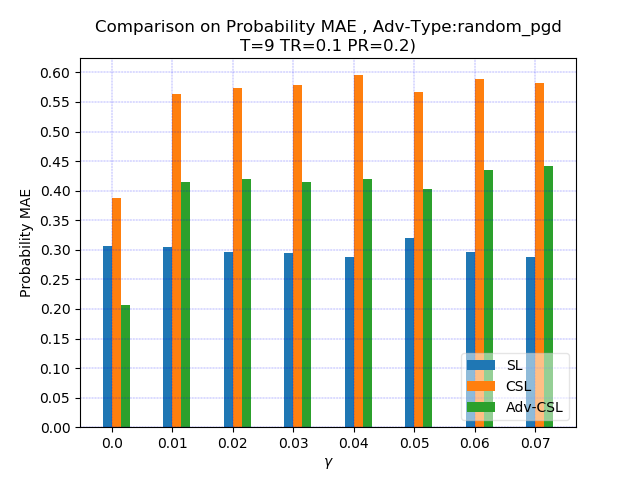 Comparison on Probability MAE , Adv-Type:random_pgd
T=9 TR=0.1 PR=0.2)
Probability MAE
0.60
0.55
0.50
0.45
0.40
0.35
0.30
0.25
0.20
0.15
0.10
0.05
0.00
SL
CSL
Adv-CSL
0.0 0.01 0.02 0.03 0.04 0.05 0.06 0.07
γ